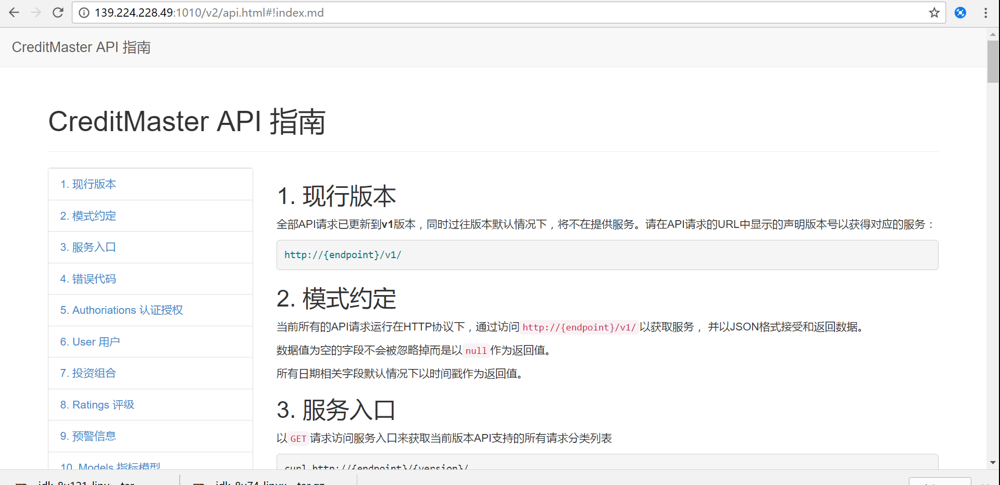 139.224.228.49:1010/v2/api.html#!index.md
CreditMaster API 指南
CreditMaster API 指南
1. 现行版本
2. 模式约定
3. 服务入口
4. 错误代码
5. Authoriations 认证授权
6. User 用户
7. 投资组合
8. Ratings 评级
9. 预警信息
10. Models 指标模型
1. 现行版本
全部API请求已更新到v1版本，同时过往版本默认情况下，将不在提供服务。请在API请求的URL中显示的声明版本号以获得对应的服务：
http://{endpoint}/v1/
2. 模式约定
当前所有的API请求运行在HTTP协议下，通过访问 http://{endpoint}/v1/ 以获取服务， 并以JSON格式接受和返回数据。
数据值为空的字段不会被忽略掉而是以 null 作为返回值。
所有日期相关字段默认情况下以时间戳作为返回值。
3. 服务入口
以 GET 请求访问服务入口来获取当前版本API支持的所有请求分类列表
curl http://{endpoint}/{version}/
jdk-8u121-linu....tar
jdk-8u74-linux-...tar.gz